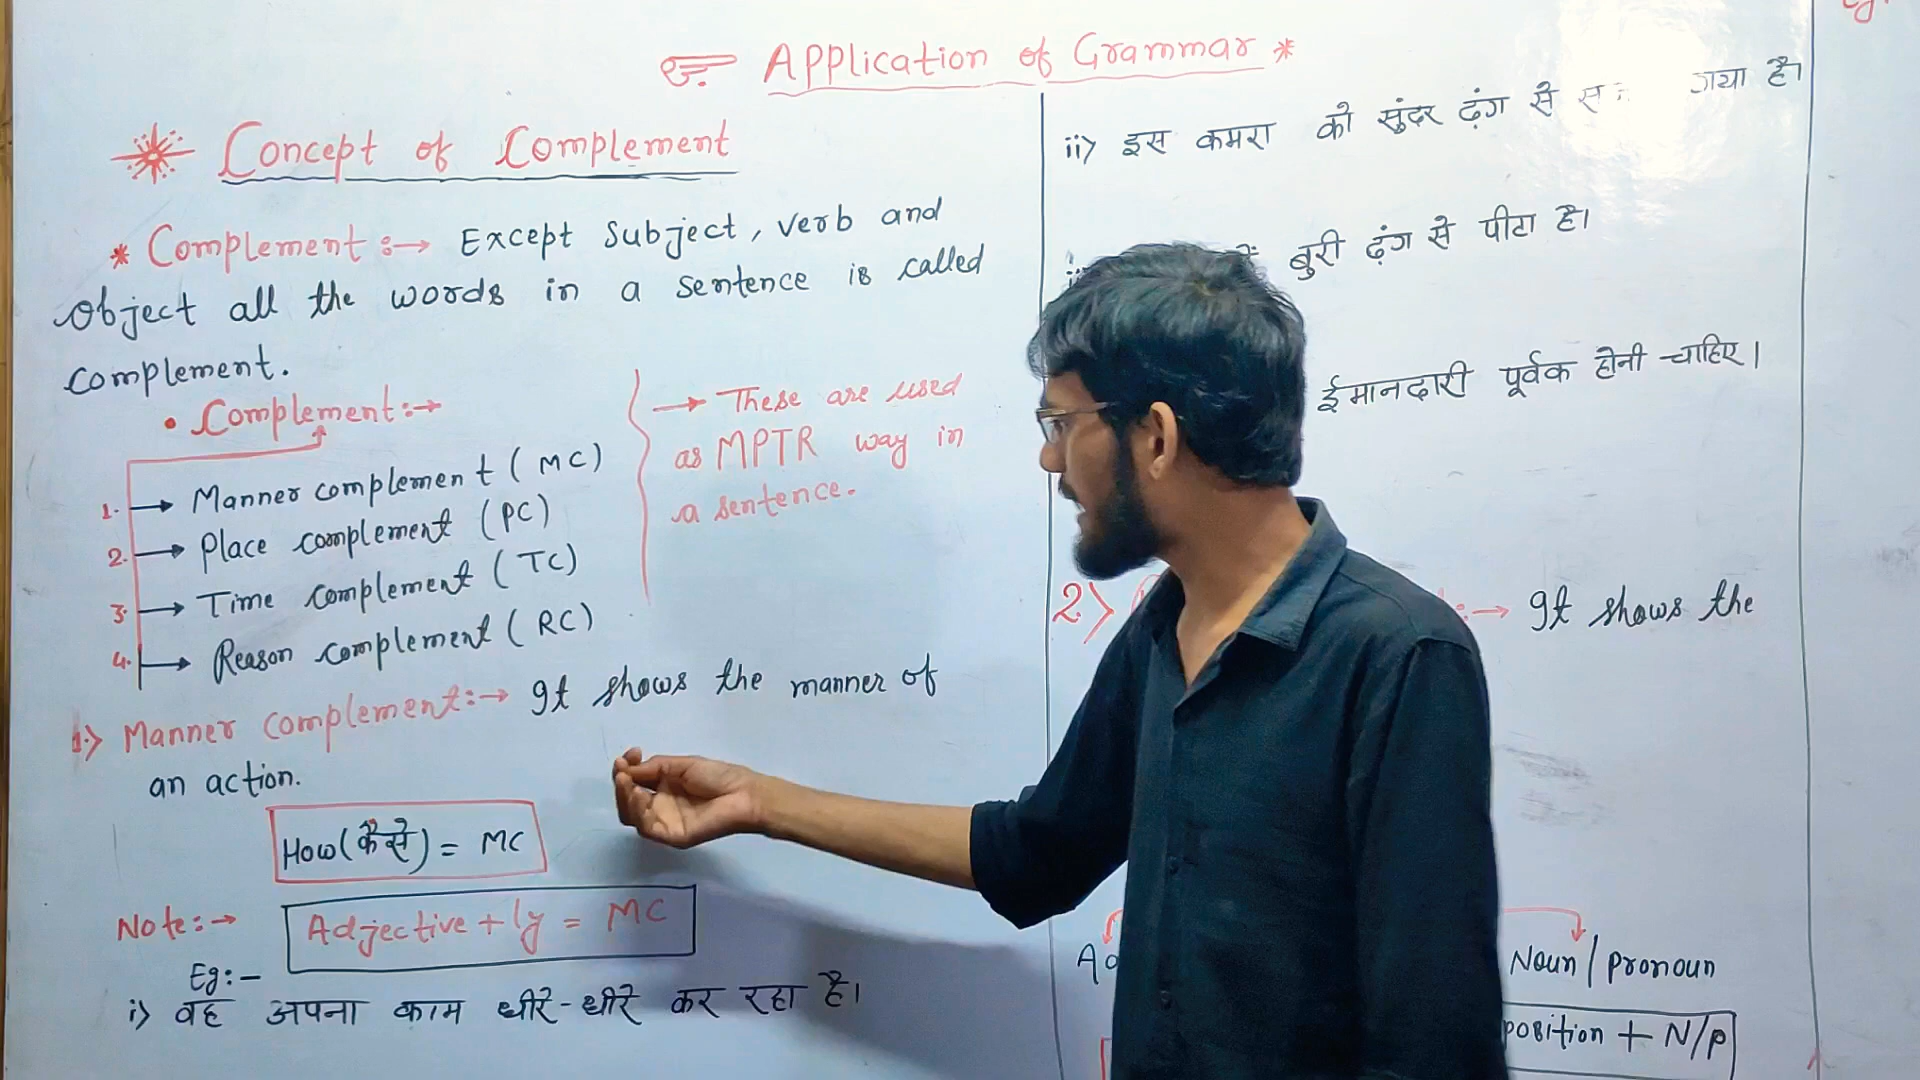 Application of Grammar *
Concept of Complement
* Complement :→ Except subject, verb and
object all the words in a sentence is called
complement.
• Complement :→
1. → Manner complement (MC)
2. → Place complement (PC)
3. → Time complement (TC)
4. → Reason complement (RC)
→ These are used
as MPTR way in
a sentence.
1.> Manner complement :→ It shows the manner of
an action.
How (कैसे) = MC
Note :→ Adjective + ly = MC
Eg :-
i> वह अपना काम धीरे-धीरे कर रहा है।
ii> इस कमरा को सुंदर ढ़ंग से गया है।
बुरी ढ़ंग से पीटा है।
ईमानदारी पूर्वक होनी चाहिए।
2> :→ It shows the
Noun / Pronoun
position + N/P